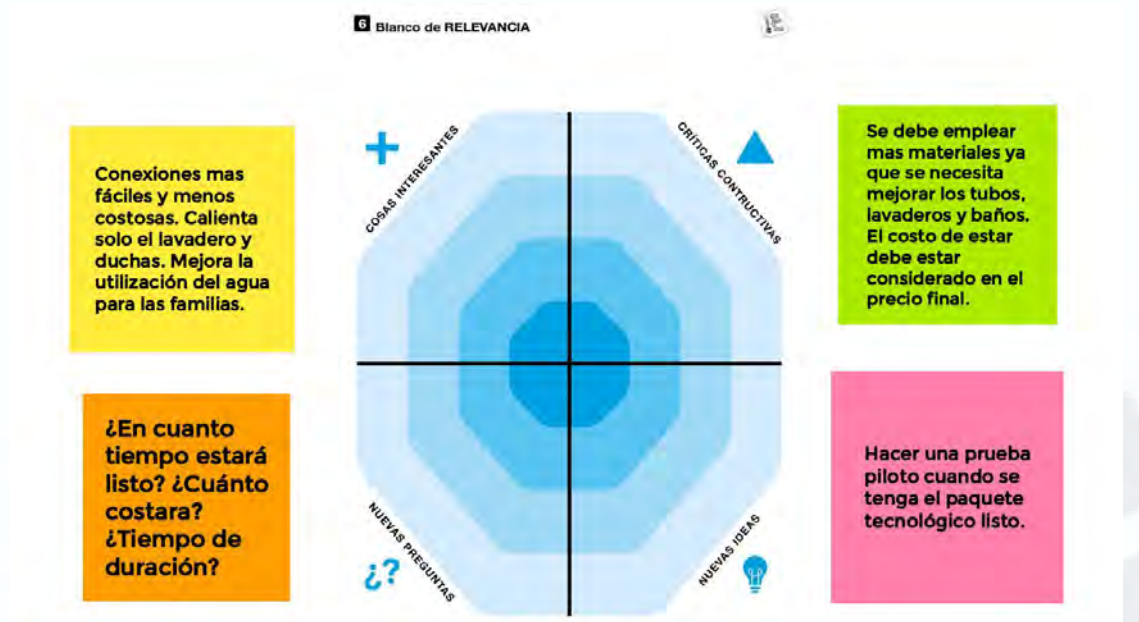 6 Blanco de RELEVANCIA
Conexiones mas
fáciles y menos
costosas. Calienta
solo el lavadero y
duchas. Mejora la
utilización del agua
para las familias.
COSAS INTERESANTES
CRÍTICAS CONTRUCTIVAS
Se debe emplear
mas materiales ya
que se necesita
mejorar los tubos,
lavaderos y baños.
El costo de estar
debe estar
considerado en el
precio final.
¿En cuanto
tiempo estará
listo? ¿Cuánto
costara?
¿Tiempo de
duración?
NUEVAS PREGUNTAS
¿?
NUEVAS IDEAS
Hacer una prueba
piloto cuando se
tenga el paquete
tecnológico listo.